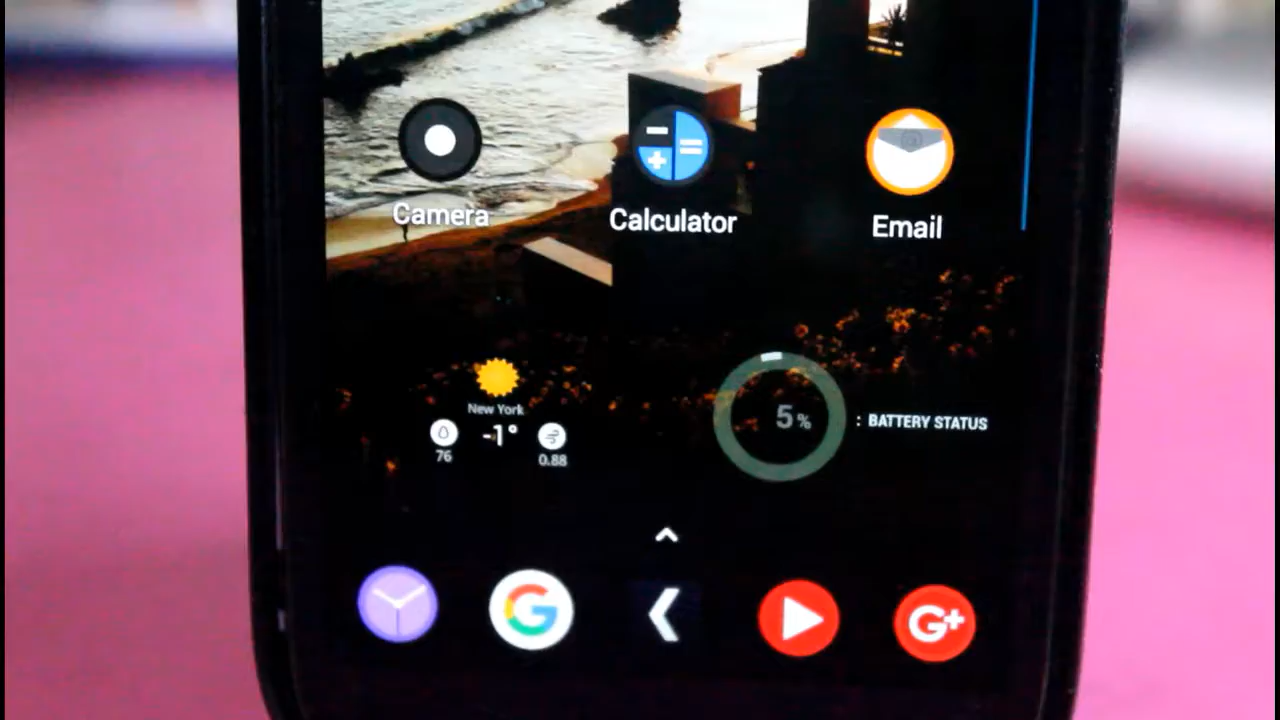 Camera
Calculator
Email
New York
-1°
76
0.88
5%
: BATTERY STATUS
G
G+